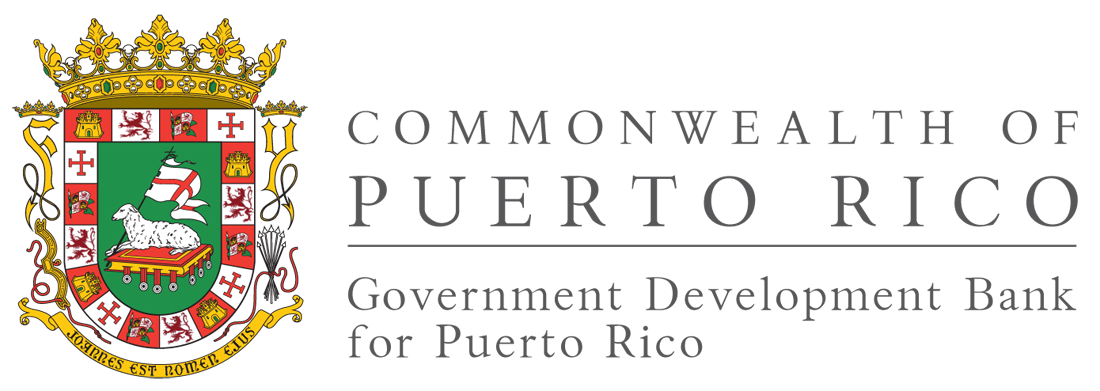 F Y
JOANNES EST NOMEN EJUS
COMMONWEALTH OF
PUERTO RICO
Government Development Bank
for Puerto Rico